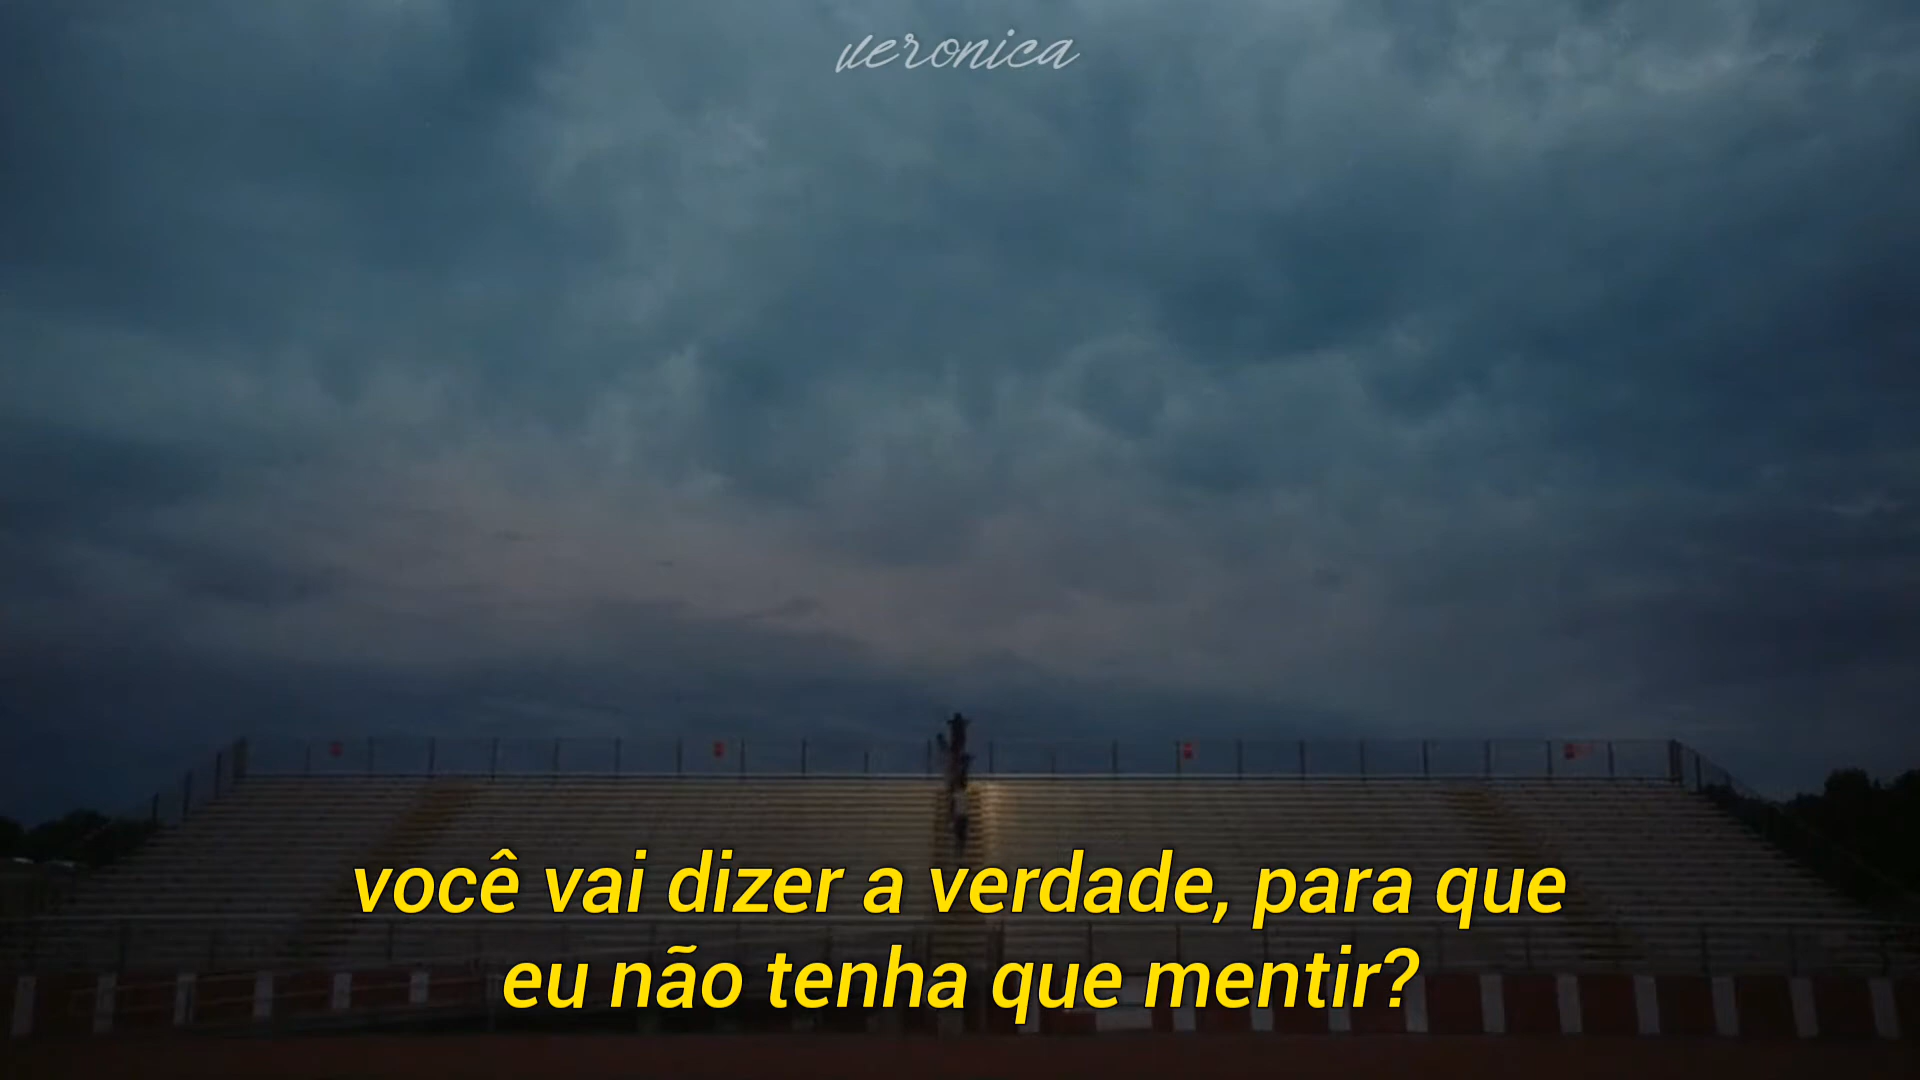 veronica
você vai dizer a verdade, para que
eu não tenha que mentir?